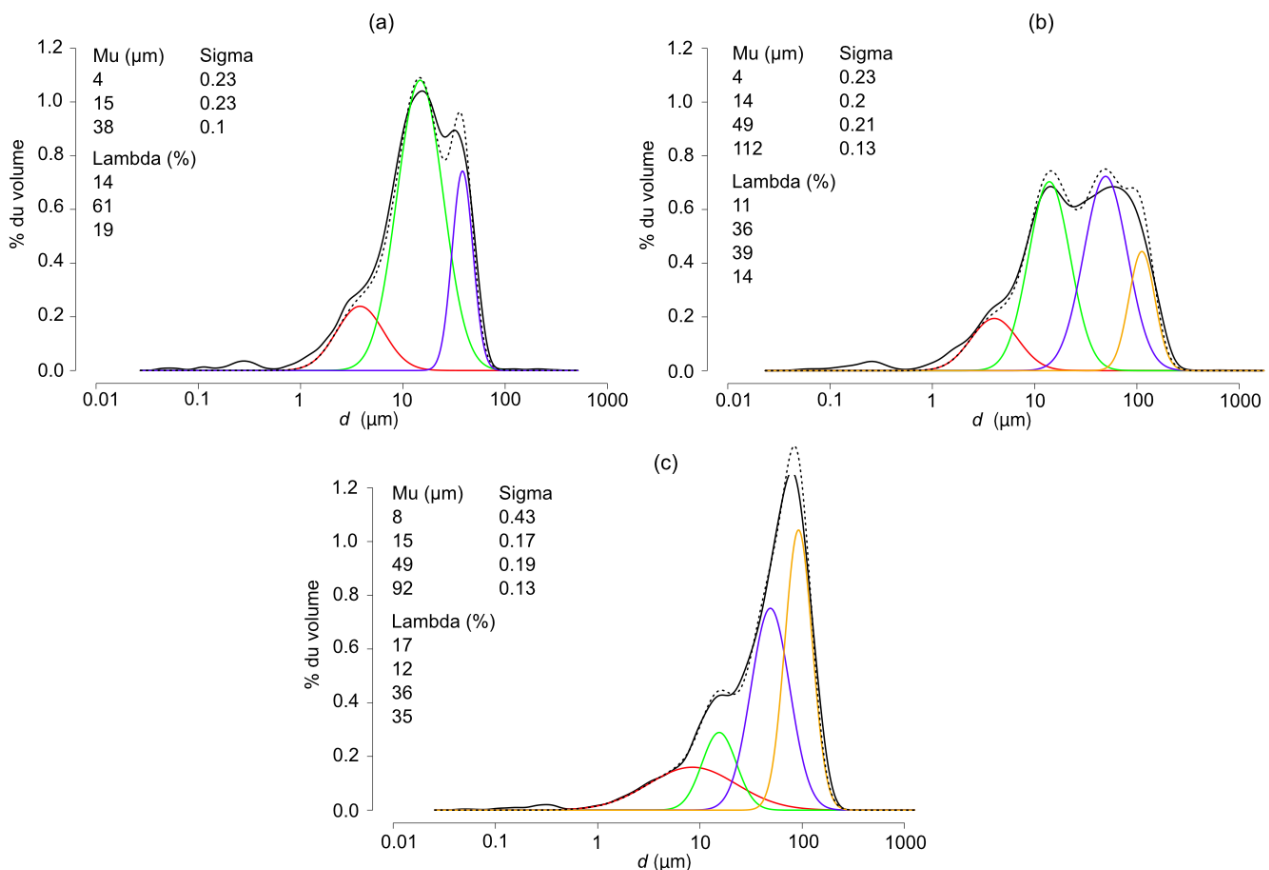 (a)
Mu (µm) Sigma
4 0.23
15 0.23
38 0.1
Lambda (%)
14
61
19
1.2
1.0
0.8
0.6
0.4
0.2
0.0
% du volume
0.01 0.1 1 10 100 1000
d (µm)
(b)
Mu (µm) Sigma
4 0.23
14 0.2
49 0.21
112 0.13
Lambda (%)
11
36
39
14
1.2
1.0
0.8
0.6
0.4
0.2
0.0
% du volume
0.01 0.1 1 10 100 1000
d (µm)
(c)
Mu (µm) Sigma
8 0.43
15 0.17
49 0.19
92 0.13
Lambda (%)
17
12
36
35
1.2
1.0
0.8
0.6
0.4
0.2
0.0
% du volume
0.01 0.1 1 10 100 1000
d (µm)